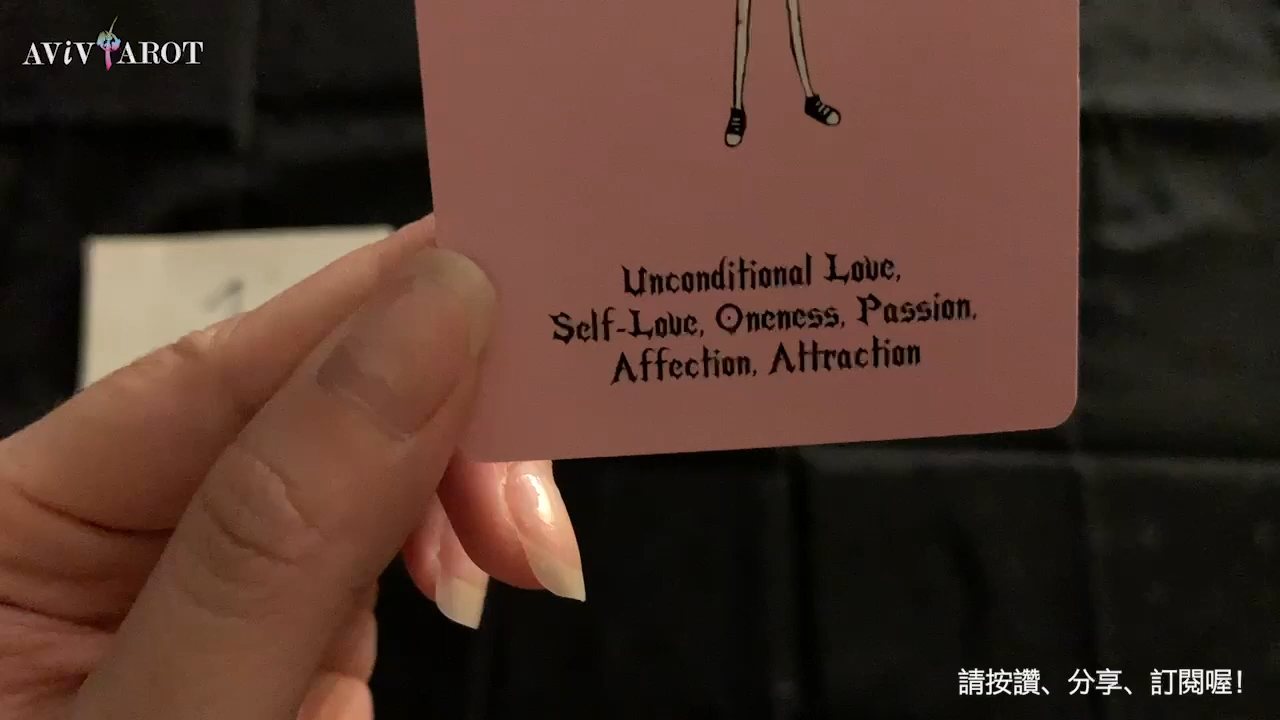 AViVTAROT
Unconditional Love,
Self-Love, Oneness, Passion,
Affection, Attraction
請按讚、分享、訂閱喔!